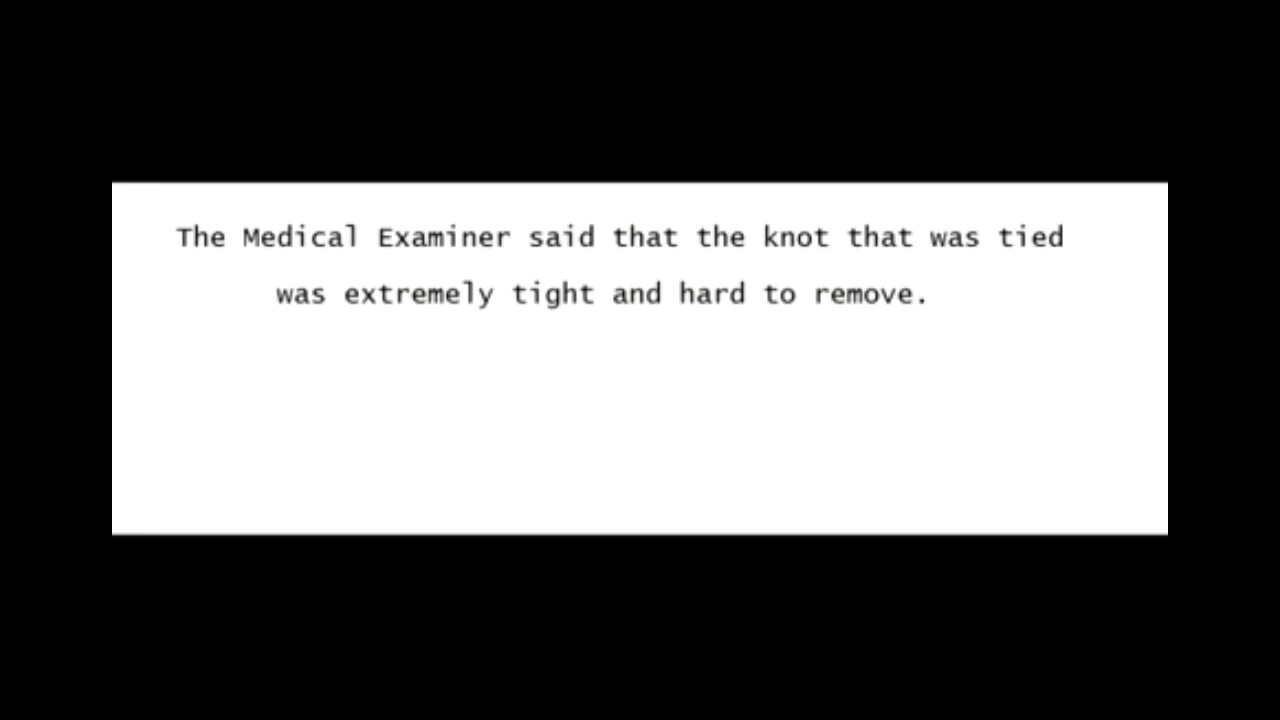 The Medical Examiner said that the knot that was tied
was extremely tight and hard to remove.